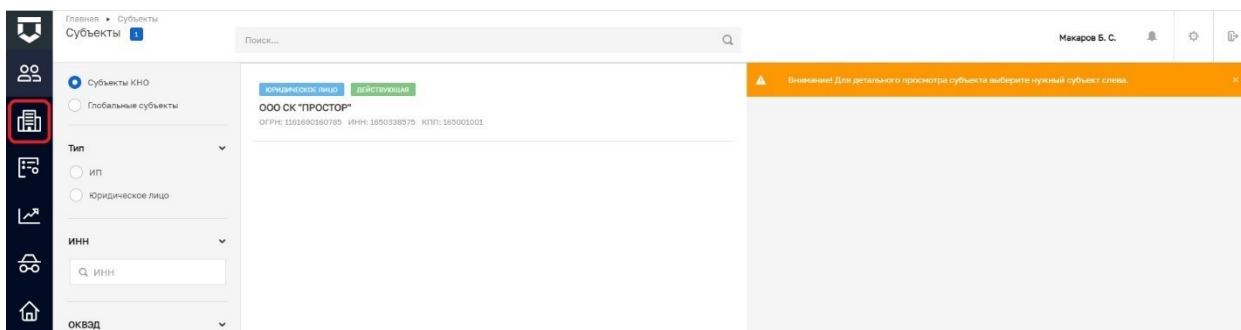 Главная ▸ Субъекты
Субъекты 1
Поиск...
Макаров Б. С.
Субъекты КНО
Глобальные субъекты
Тип
ИП
Юридическое лицо
ИНН
ИНН
ОКВЭД
ЮРИДИЧЕСКОЕ ЛИЦО ДЕЙСТВУЮЩАЯ
ООО СК "ПРОСТОР"
ОГРН: 1161690160785 ИНН: 1650338575 КПП: 165001001
Внимание! Для детального просмотра субъекта выберите нужный субъект слева.